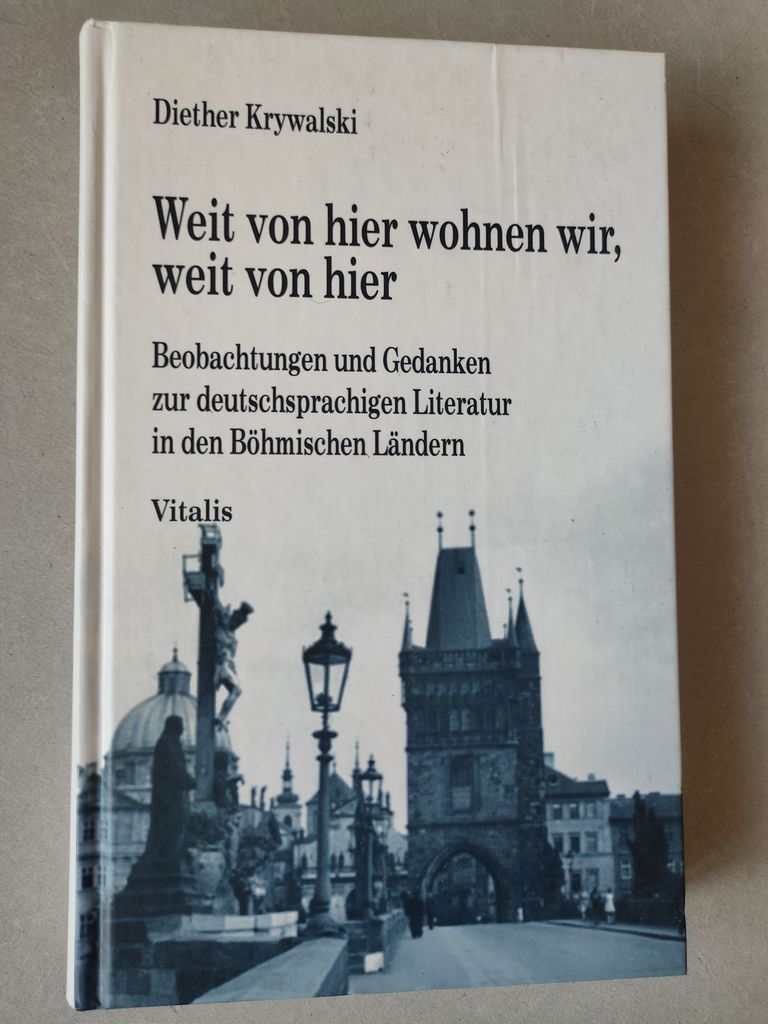 Diether Krywalski
Weit von hier wohnen wir,
weit von hier
Beobachtungen und Gedanken
zur deutschsprachigen Literatur
in den Böhmischen Ländern
Vitalis